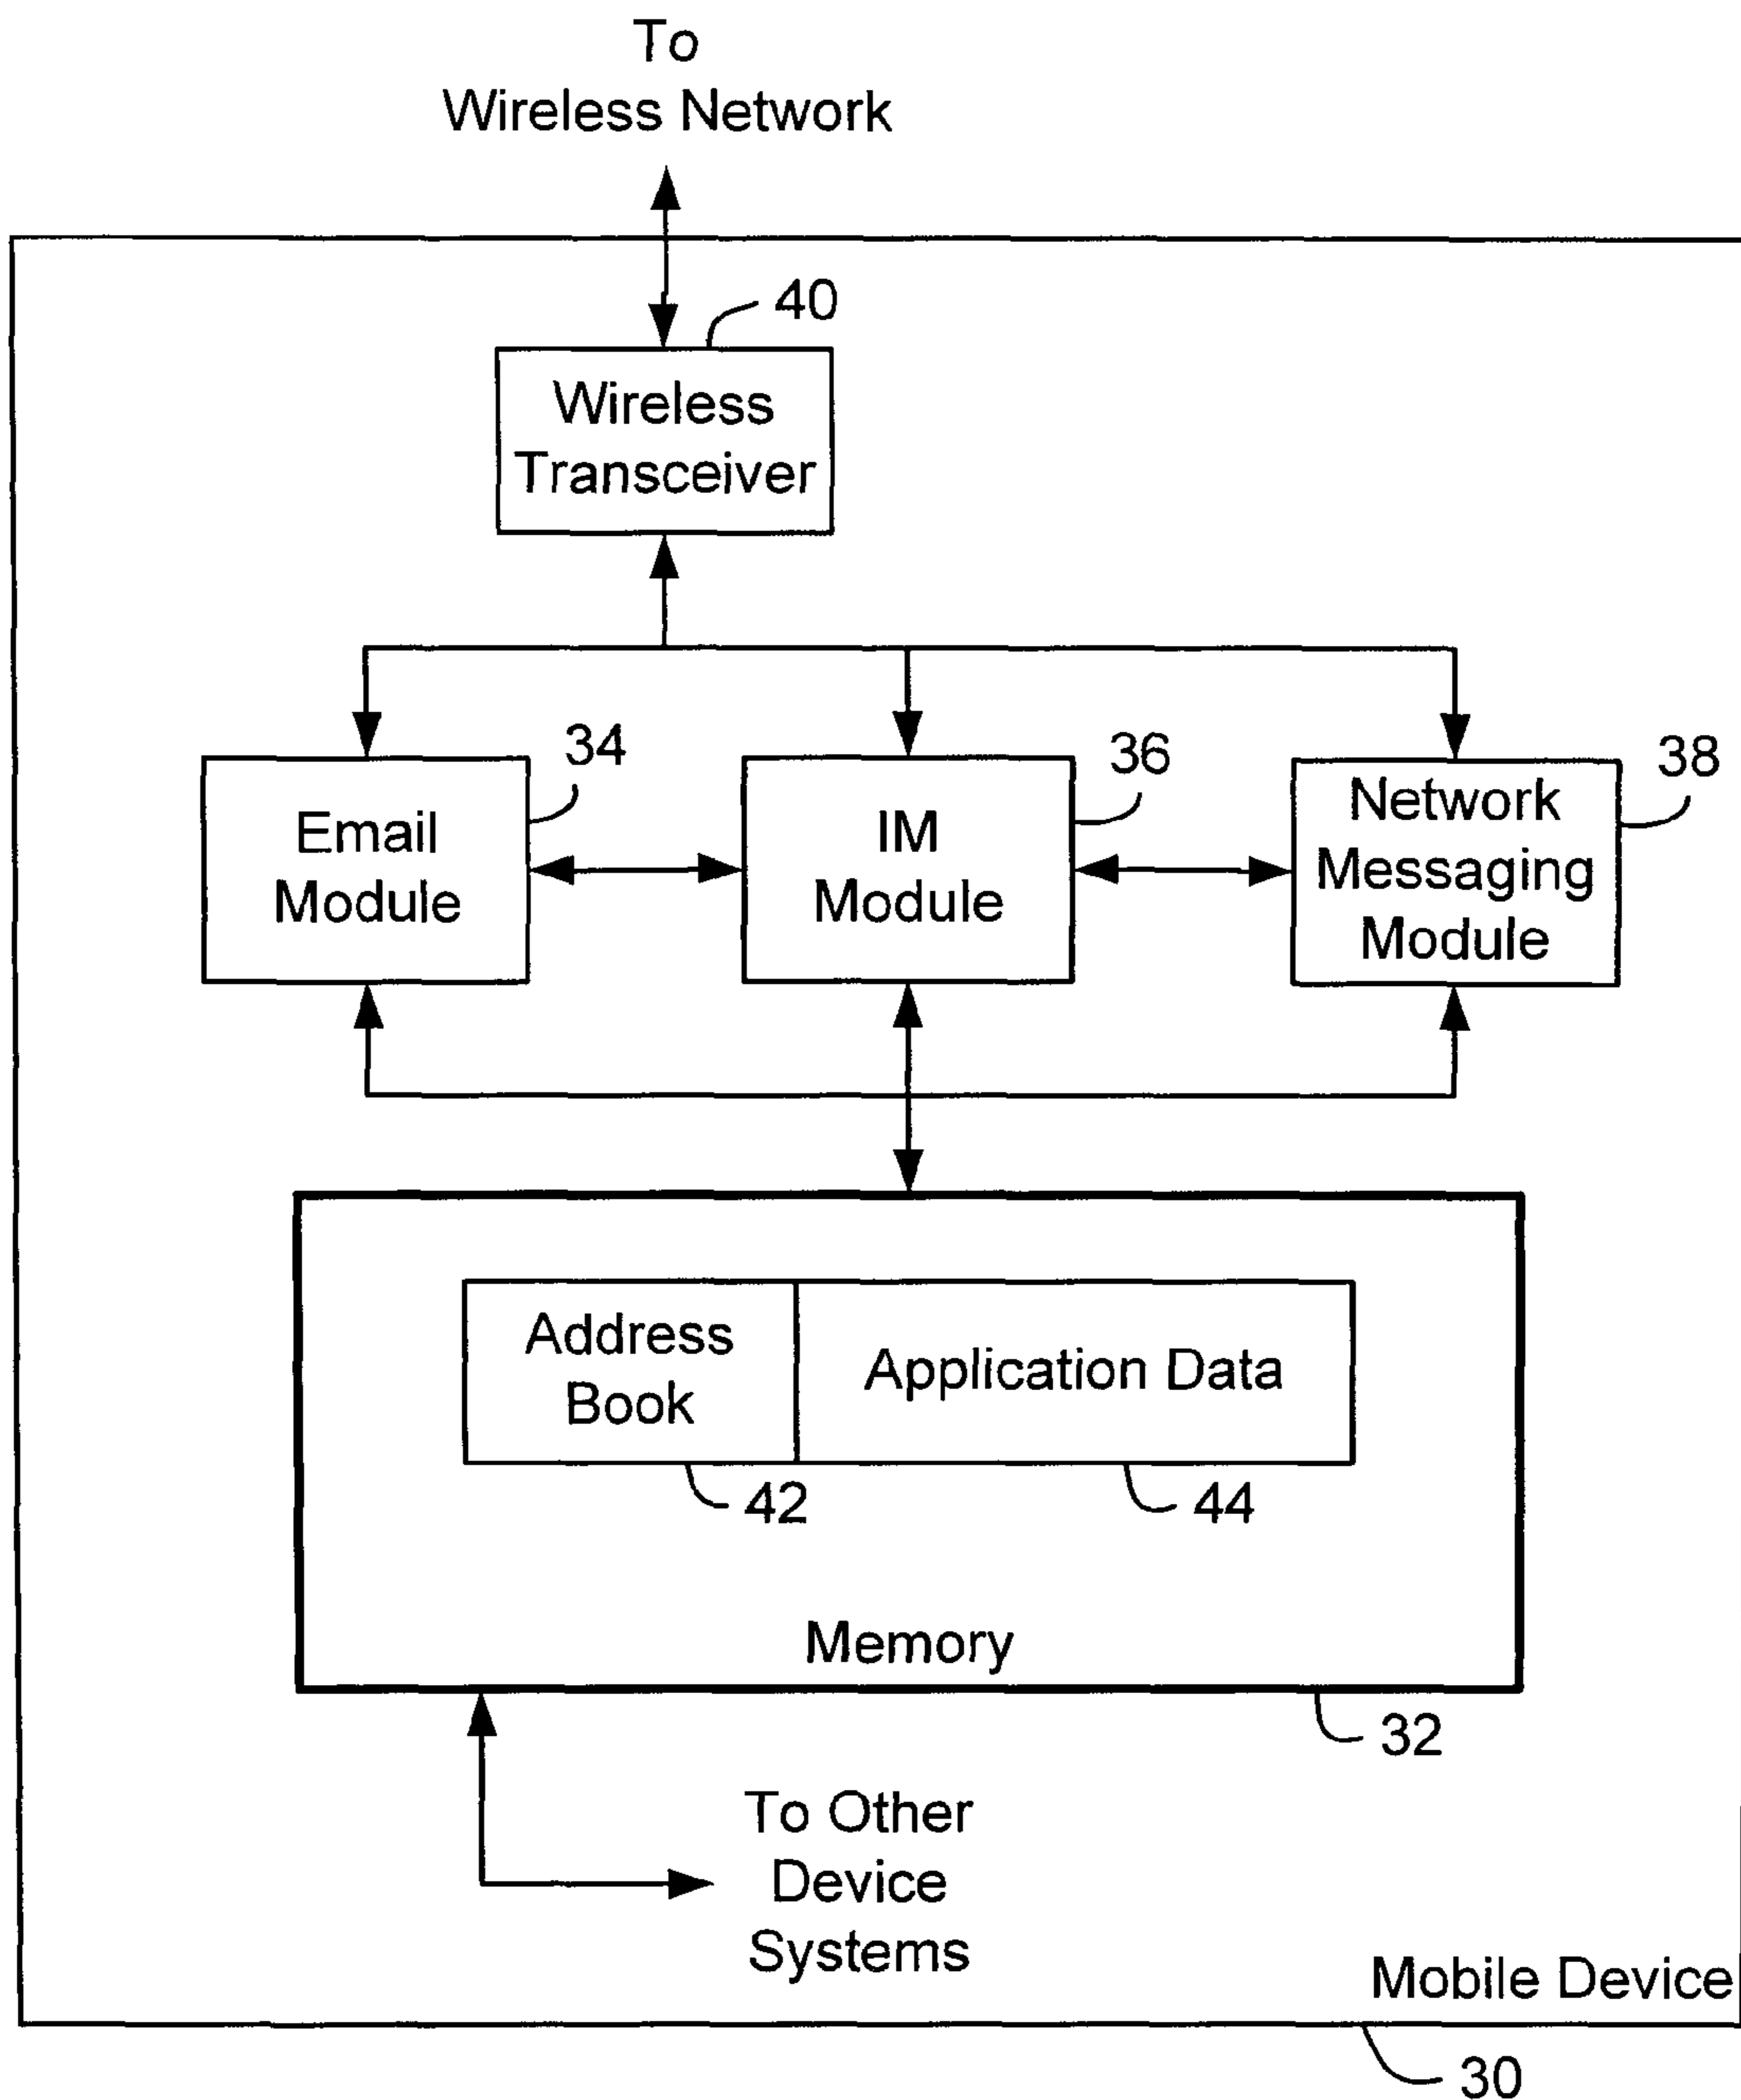 To
Wireless Network
40
Wireless
Transceiver
34
36
38
Email
Module
IM
Module
Network
Messaging
Module
Address
Book
Application Data
42
44
Memory
32
To Other
Device
Systems
Mobile Device
30